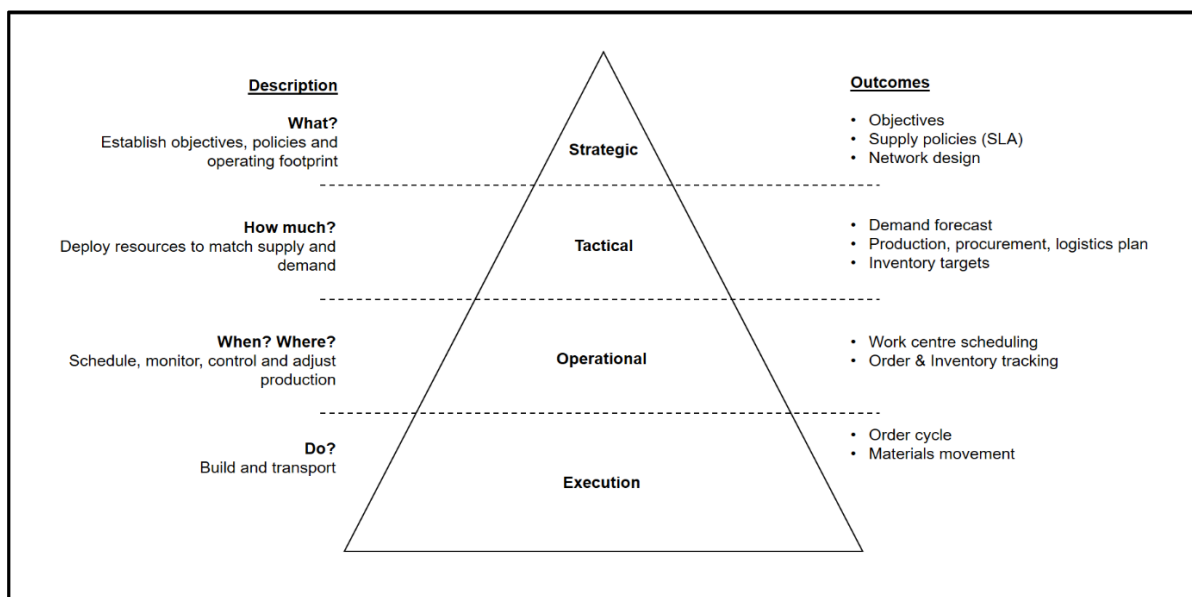 Description
What?
Establish objectives, policies and
operating footprint
Strategic
Outcomes
• Objectives
• Supply policies (SLA)
• Network design
How much?
Deploy resources to match supply and
demand
Tactical
• Demand forecast
• Production, procurement, logistics plan
• Inventory targets
When? Where?
Schedule, monitor, control and adjust
production
Operational
• Work centre scheduling
• Order & Inventory tracking
Do?
Build and transport
Execution
• Order cycle
• Materials movement